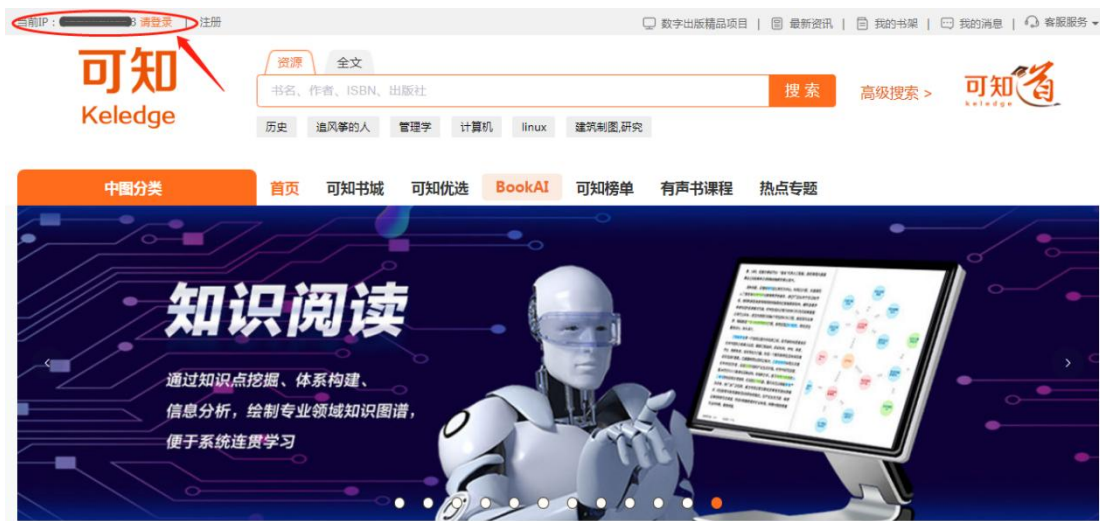 当前IP： 3 请登录 | 注册
数字出版精品项目 | 最新资讯 | 我的书架 | 我的消息 | 客服服务
可知
Keledge
资源 全文
书名、作者、ISBN、出版社
搜索
高级搜索 >
可知道
keledge
历史 追风筝的人 管理学 计算机 linux 建筑制图,研究
中图分类 首页 可知书城 可知优选 BookAI 可知榜单 有声书课程 热点专题
知识阅读
通过知识点挖掘、体系构建、
信息分析，绘制专业领域知识图谱，
便于系统连贯学习